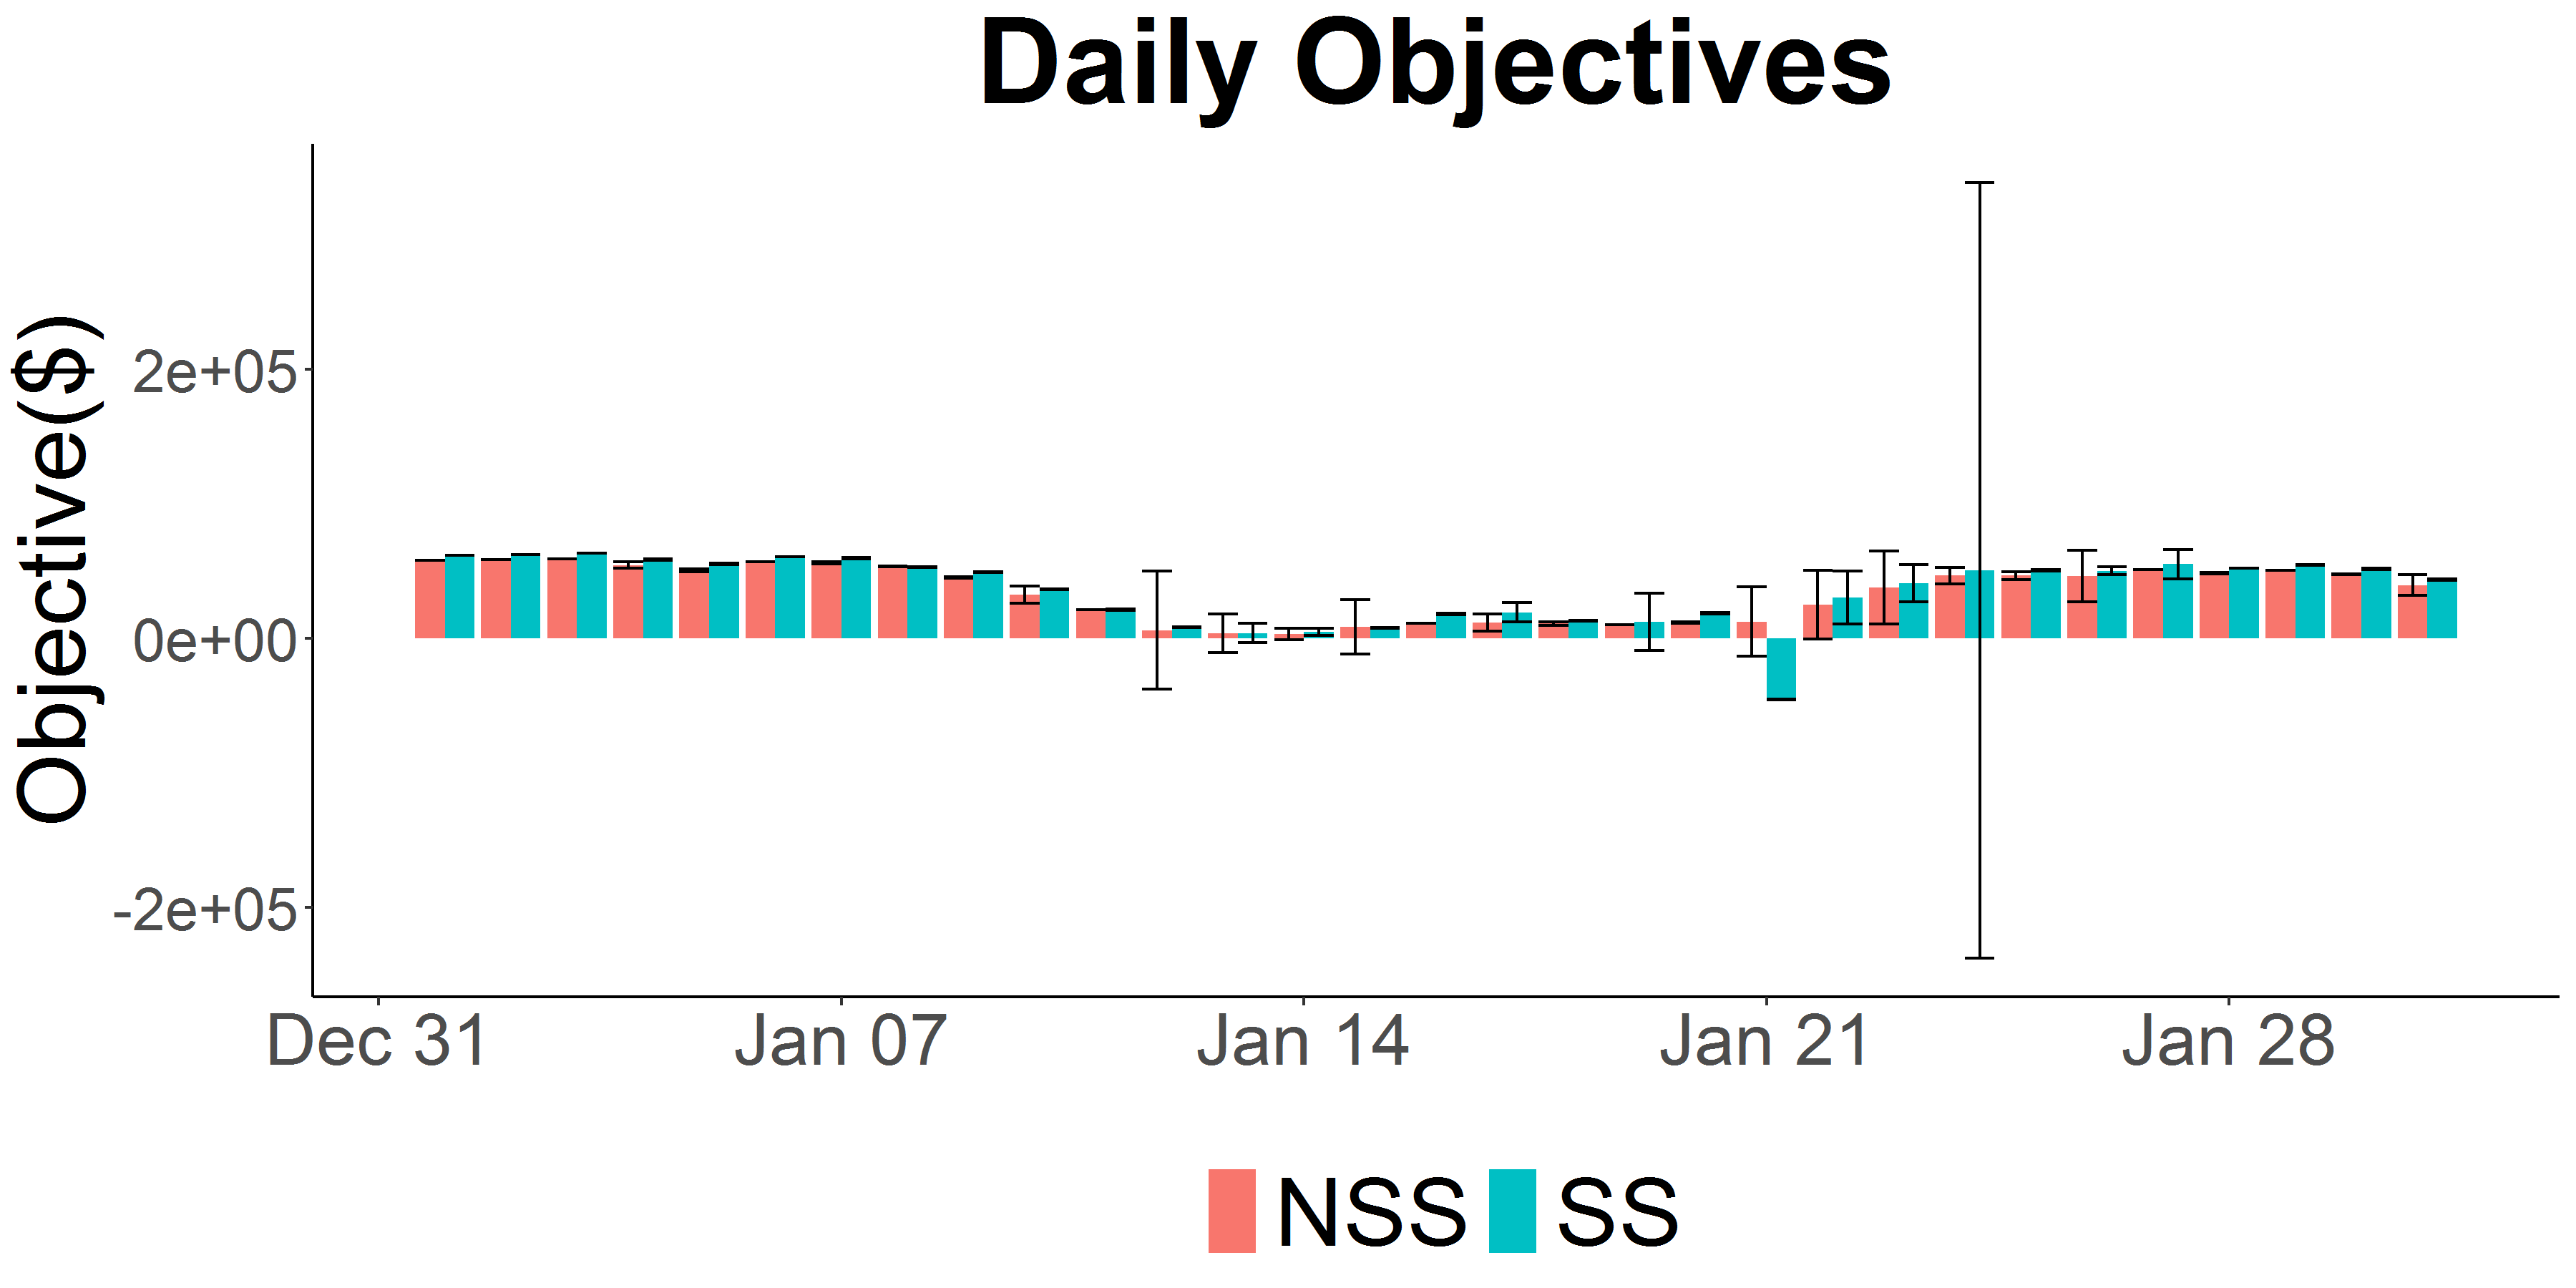 Daily Objectives
Objective($)
2e+05
0e+00
-2e+05
Dec 31 Jan 07 Jan 14 Jan 21 Jan 28
NSS SS